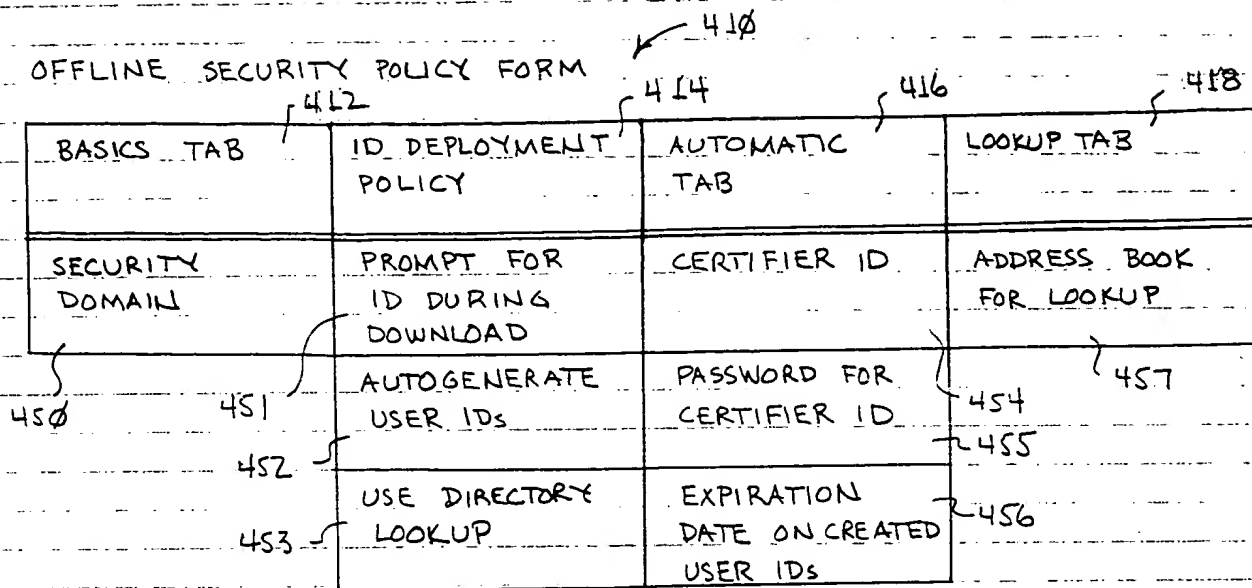 41Ø
OFFLINE SECURITY POLICY FORM
412
414
416
418
BASICS TAB
ID DEPLOYMENT
POLICY
AUTOMATIC
TAB
LOOKUP TAB
SECURITY
DOMAIN
PROMPT FOR
ID DURING
DOWNLOAD
CERTIFIER ID
ADDRESS BOOK
FOR LOOKUP
45Ø
451
454
457
AUTOGENERATE
USER IDs
PASSWORD FOR
CERTIFIER ID
452
455
USE DIRECTORY
LOOKUP
EXPIRATION
DATE ON CREATED
USER IDs
453
456